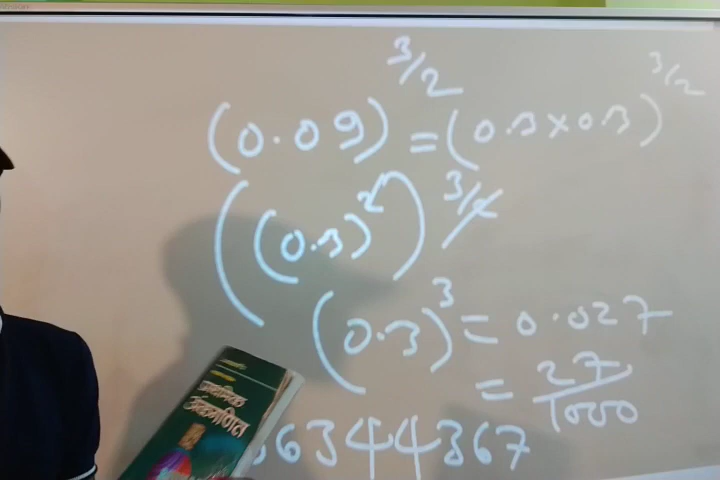 (0.09)^3/2 = (0.3×0.3)^3/2
((0.3)^2)^3/2
(0.3)^3 = 0.027
= 27/1000
6344367